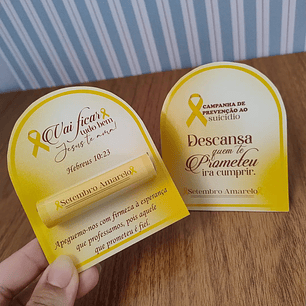 Vai ficar
tudo bem
Jesus te ama!
Hebreus 10:23
Setembro Amarelo
Apeguemo-nos com firmeza à esperança
que professamos, pois aquele
que prometeu é fiel.
CAMPANHA DE
PREVENÇÃO AO
suicídio
Descansa
quem te
Prometeu
ira cumprir.
Setembro Amarelo